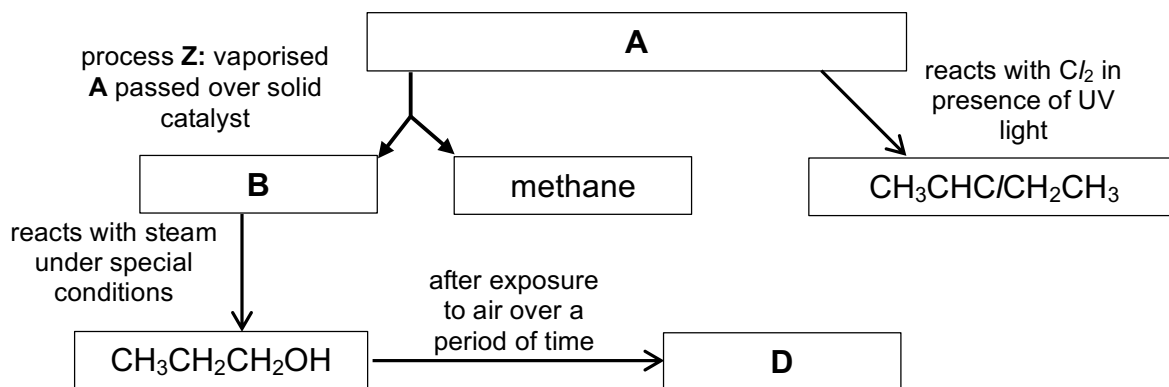 A
process Z: vaporised
A passed over solid
catalyst
reacts with Cl₂ in
presence of UV
light
B
methane
CH₃CHClCH₂CH₃
reacts with steam
under special
conditions
after exposure
to air over a
period of time
CH₃CH₂CH₂OH
D